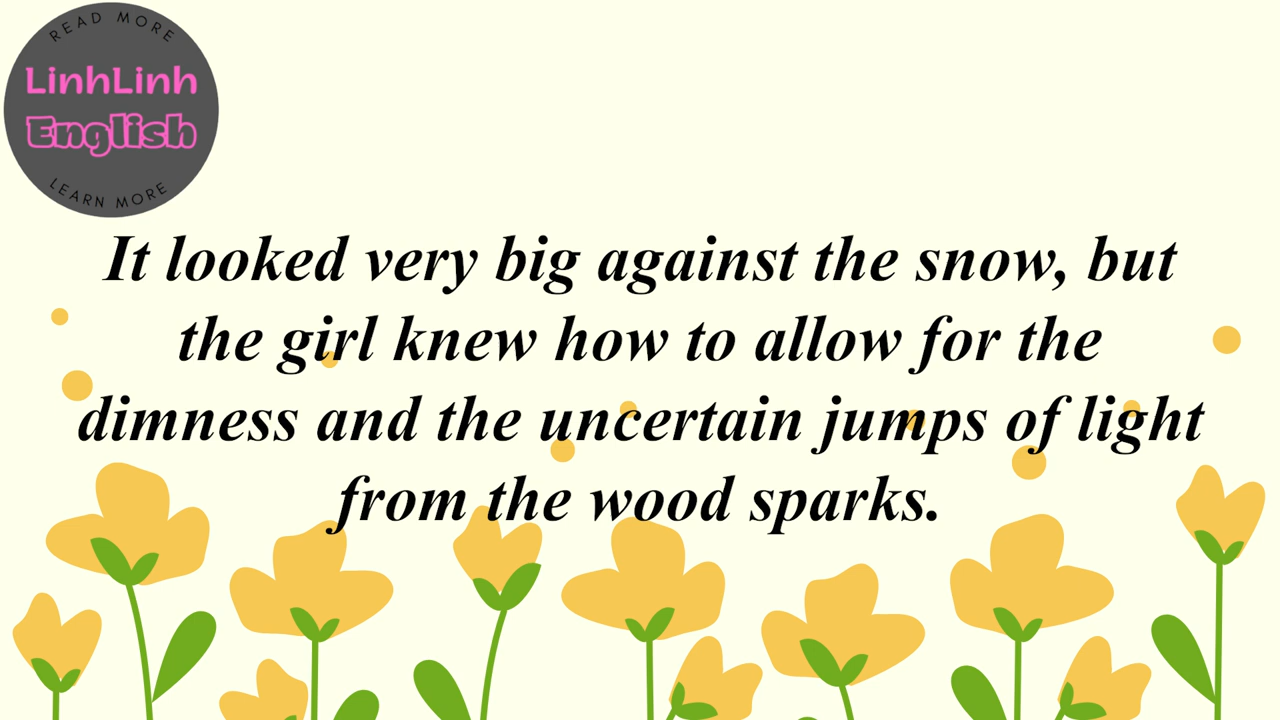 READ MORE
LinhLinh
English
LEARN MORE
It looked very big against the snow, but
the girl knew how to allow for the
dimness and the uncertain jumps of light
from the wood sparks.